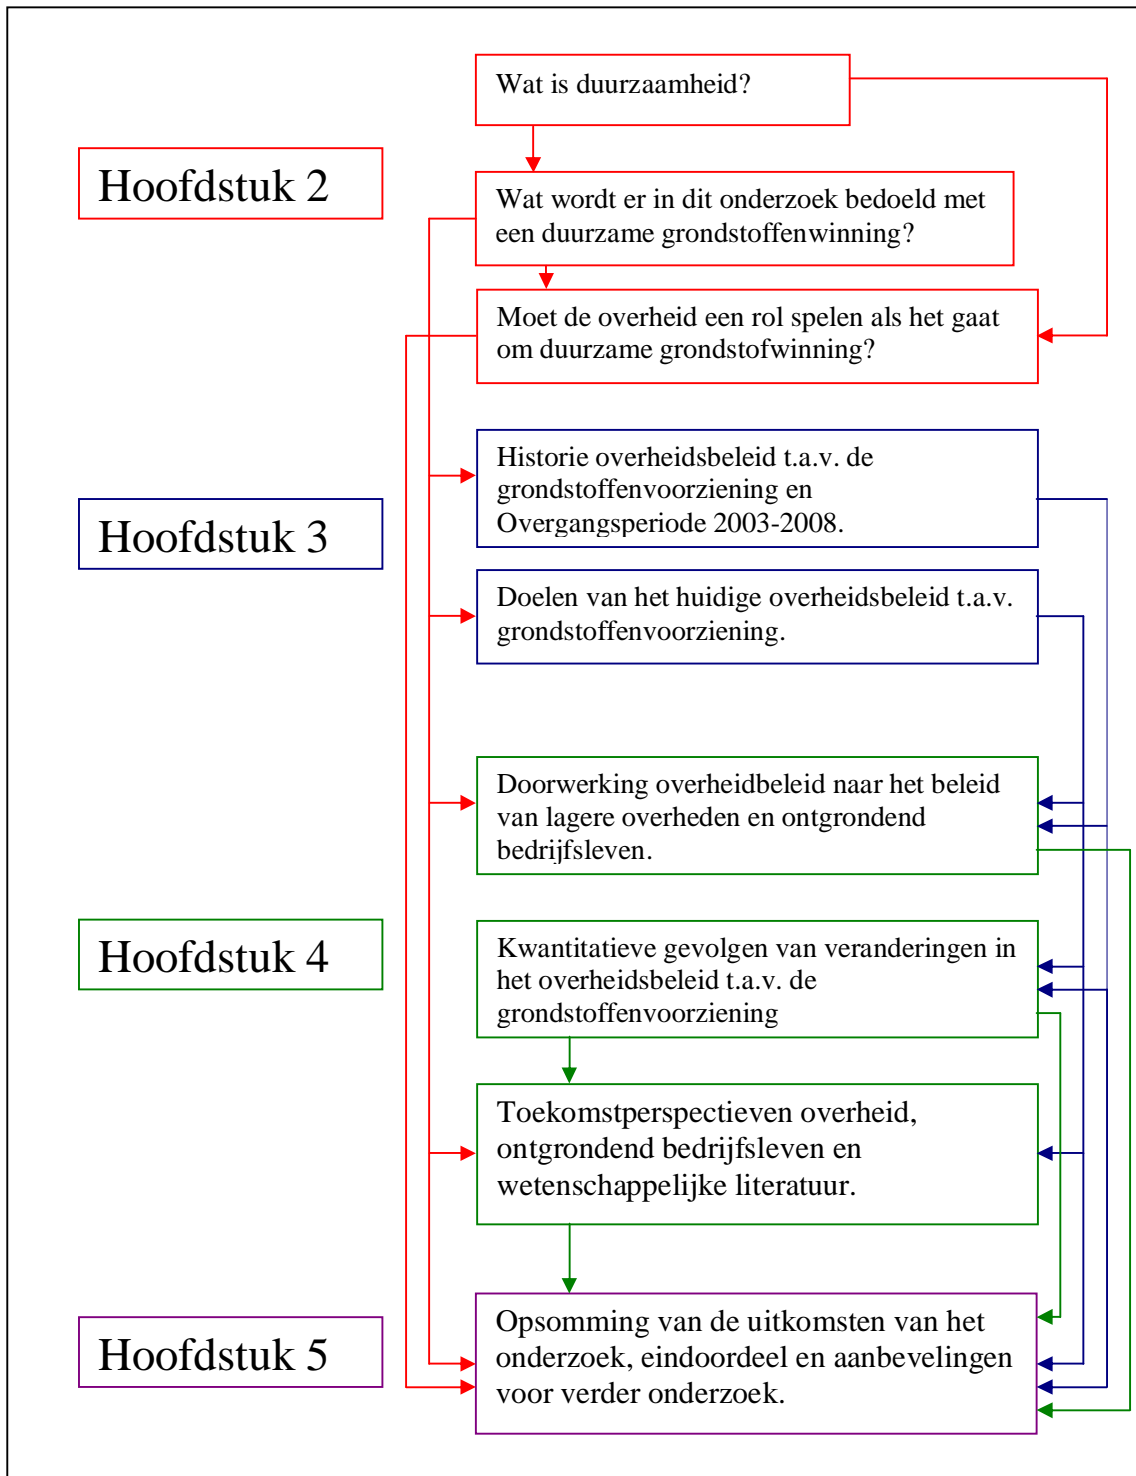 Wat is duurzaamheid?
Hoofdstuk 2
Wat wordt er in dit onderzoek bedoeld met
een duurzame grondstoffenwinning?
Moet de overheid een rol spelen als het gaat
om duurzame grondstofwinning?
Historie overheidsbeleid t.a.v. de
grondstoffenvoorziening en
Overgangsperiode 2003-2008.
Hoofdstuk 3
Doelen van het huidige overheidsbeleid t.a.v.
grondstoffenvoorziening.
Doorwerking overheidbeleid naar het beleid
van lagere overheden en ontgrondend
bedrijfsleven.
Hoofdstuk 4
Kwantitatieve gevolgen van veranderingen in
het overheidsbeleid t.a.v. de
grondstoffenvoorziening
Toekomstperspectieven overheid,
ontgrondend bedrijfsleven en
wetenschappelijke literatuur.
Hoofdstuk 5
Opsomming van de uitkomsten van het
onderzoek, eindoordeel en aanbevelingen
voor verder onderzoek.